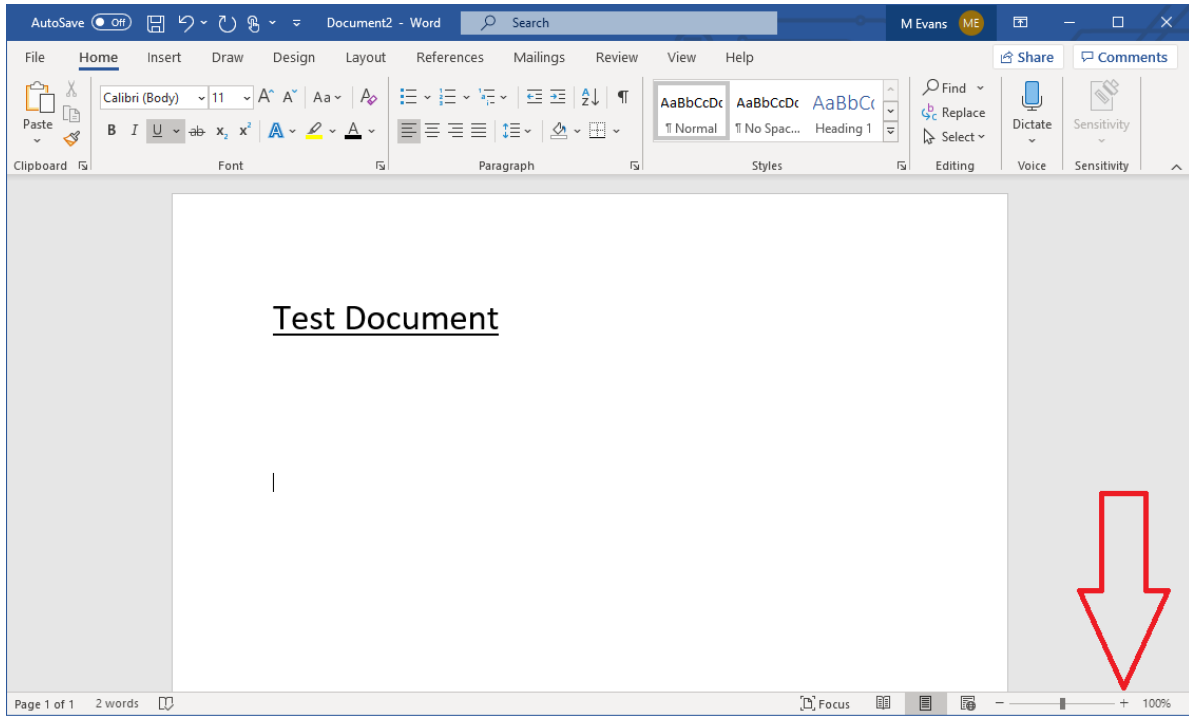 AutoSave Off Document2 - Word Search M Evans ME
File Home Insert Draw Design Layout References Mailings Review View Help Share Comments
Paste
Calibri (Body) 11 A A Aa A
B I U ab x2 x2 A A
AaBbCcDc AaBbCcDc AaBbCc
¶ Normal ¶ No Spac... Heading 1
Find
Replace
Select
Dictate
Sensitivity
Clipboard Font Paragraph Styles Editing Voice Sensitivity
Test Document
Page 1 of 1 2 words Focus 100%